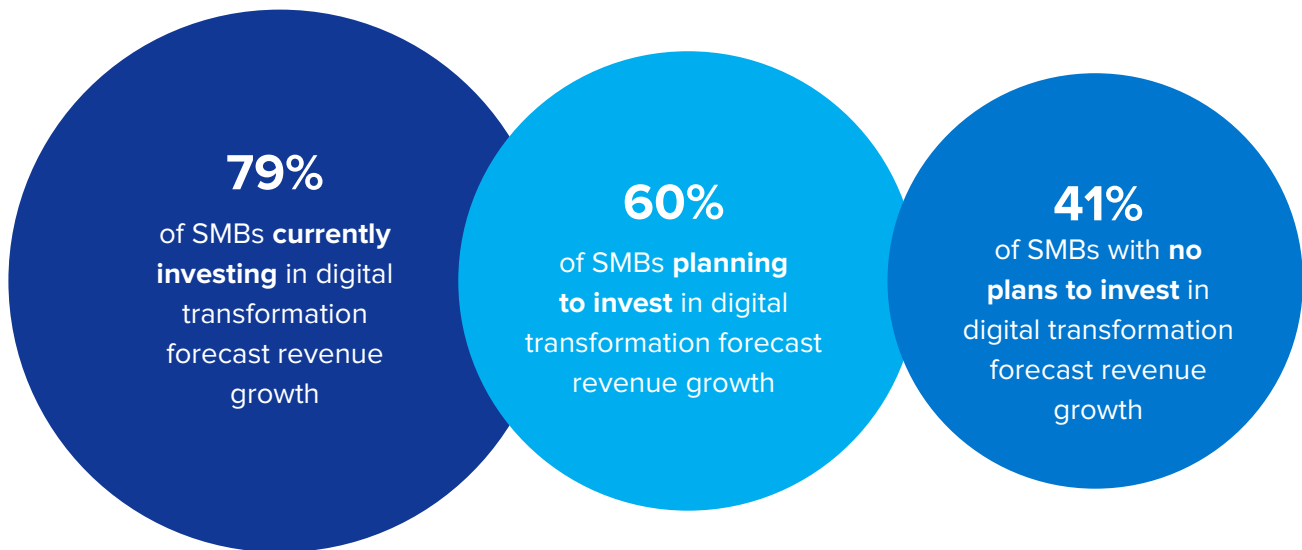 79%
of SMBs currently
investing in digital
transformation
forecast revenue
growth
60%
of SMBs planning
to invest in digital
transformation forecast
revenue growth
41%
of SMBs with no
plans to invest in
digital transformation
forecast revenue
growth